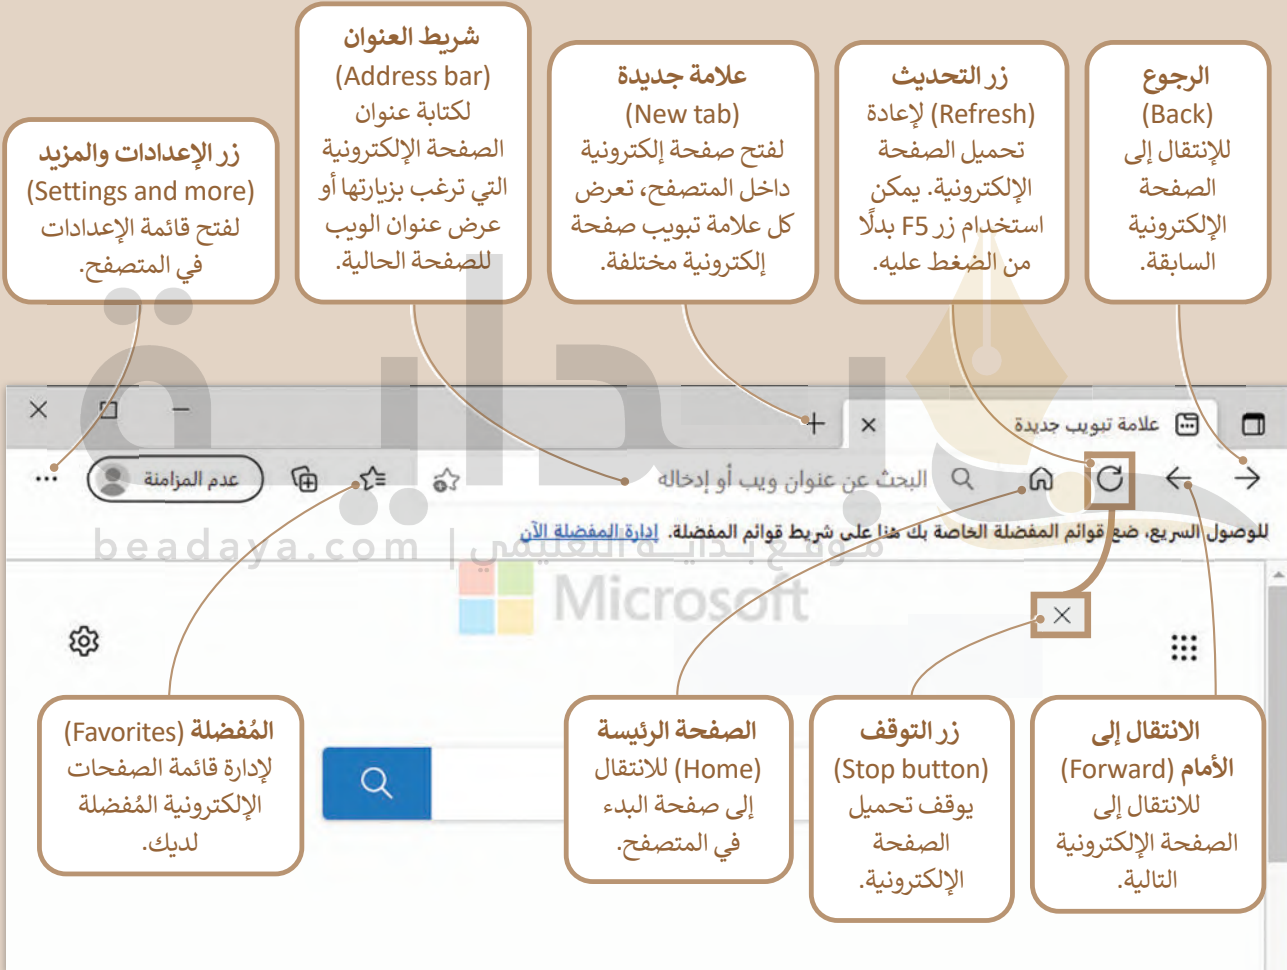 الرجوع
(Back)
للإنتقال إلى
الصفحة
الإلكترونية
السابقة.
زر التحديث
(Refresh) لإعادة
تحميل الصفحة
الإلكترونية. يمكن
استخدام زر F5 بدلًا
من الضغط عليه.
علامة جديدة
(New tab)
لفتح صفحة إلكترونية
داخل المتصفح، تعرض
كل علامة تبويب صفحة
إلكترونية مختلفة.
شريط العنوان
(Address bar)
لكتابة عنوان
الصفحة الإلكترونية
التي ترغب بزيارتها أو
عرض عنوان الويب
للصفحة الحالية.
زر الإعدادات والمزيد
(Settings and more)
لفتح قائمة الإعدادات
في المتصفح.
بداية
علامة تبويب جديدة
البحث عن عنوان ويب أو إدخاله
عدم المزامنة
للوصول السريع، ضع قوائم المفضلة الخاصة بك هنا على شريط قوائم المفضلة. إدارة المفضلة الآن
موقع بداية التعليمي | beadaya.com
Microsoft
الانتقال إلى
الأمام (Forward)
للانتقال إلى
الصفحة الإلكترونية
التالية.
زر التوقف
(Stop button)
يوقف تحميل
الصفحة
الإلكترونية.
الصفحة الرئيسة
(Home) للانتقال
إلى صفحة البدء
في المتصفح.
المُفضلة (Favorites)
لإدارة قائمة الصفحات
الإلكترونية المُفضلة
لديك.